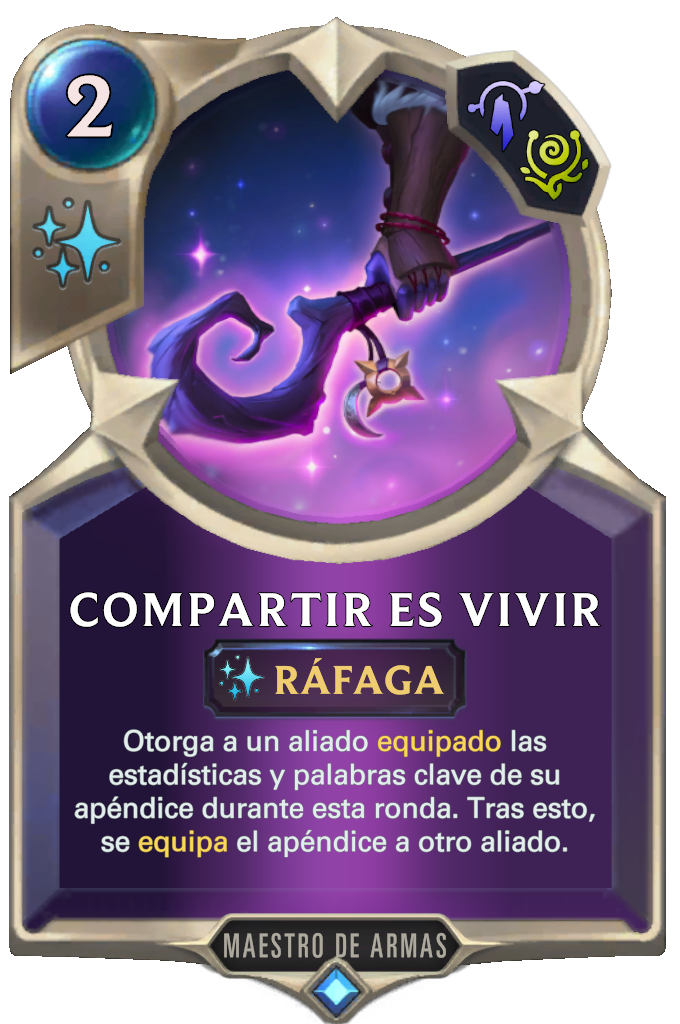 2
COMPARTIR ES VIVIR
RÁFAGA
Otorga a un aliado equipado las
estadísticas y palabras clave de su
apéndice durante esta ronda. Tras esto,
se equipa el apéndice a otro aliado.
MAESTRO DE ARMAS